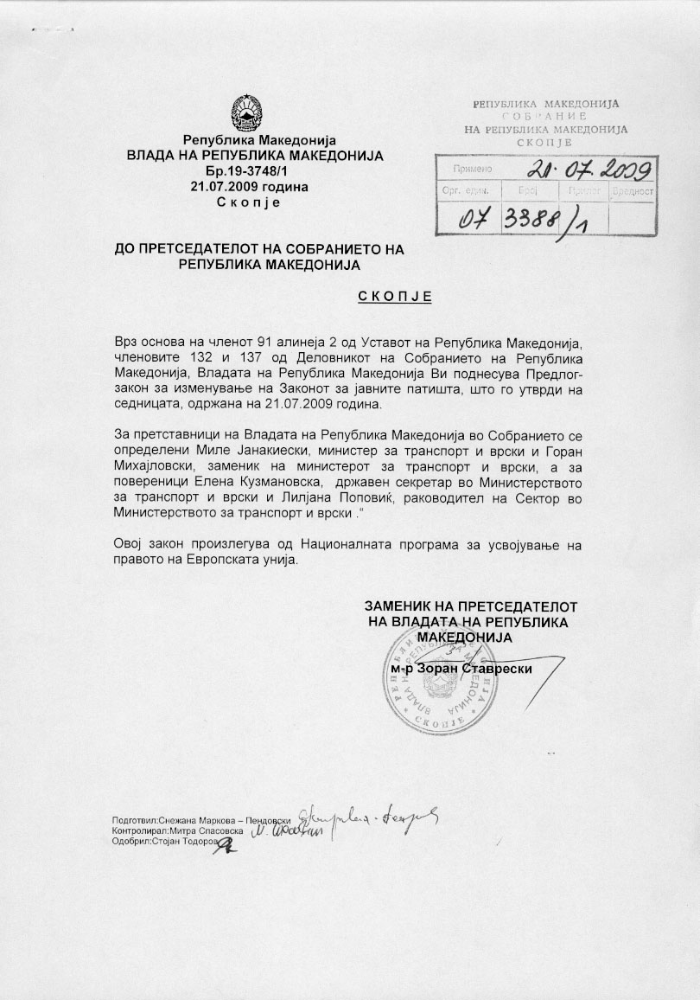 Република Македонија
ВЛАДА НА РЕПУБЛИКА МАКЕДОНИЈА
Бр.19-3748/1
21.07.2009 година
С к о п ј е
РЕПУБЛИКА МАКЕДОНИЈА
СОБРАНИЕ
НА РЕПУБЛИКА МАКЕДОНИЈА
СКОПЈЕ
Примено 21.07.2009
Орг. един. Број Прилог Вредност
07 3388/1
ДО ПРЕТСЕДАТЕЛОТ НА СОБРАНИЕТО НА
РЕПУБЛИКА МАКЕДОНИЈА
С К О П Ј Е
Врз основа на членот 91 алинеја 2 од Уставот на Република Македонија,
членовите 132 и 137 од Деловникот на Собранието на Република
Македонија, Владата на Република Македонија Ви поднесува Предлог-
закон за изменување на Законот за јавните патишта, што го утврди на
седницата, одржана на 21.07.2009 година.
За претставници на Владата на Република Македонија во Собранието се
определени Миле Јанакиески, министер за транспорт и врски и Горан
Михајловски, заменик на министерот за транспорт и врски, а за
повереници Елена Кузмановска, државен секретар во Министерството
за транспорт и врски и Лилјана Поповиќ, раководител на Сектор во
Министерството за транспорт и врски .“
Овој закон произлегува од Националната програма за усвојување на
правото на Европската унија.
ЗАМЕНИК НА ПРЕТСЕДАТЕЛОТ
НА ВЛАДАТА НА РЕПУБЛИКА
МАКЕДОНИЈА
м-р Зоран Ставрески
РЕПУБЛИКА МАКЕДОНИЈА * СКОПЈЕ *
ВЛАДА НА РЕПУБЛИКА МАКЕДОНИЈА
Подготвил:Снежана Маркова – Пендовски
Контролирал:Митра Спасовска
Одобрил:Стојан Тодоров